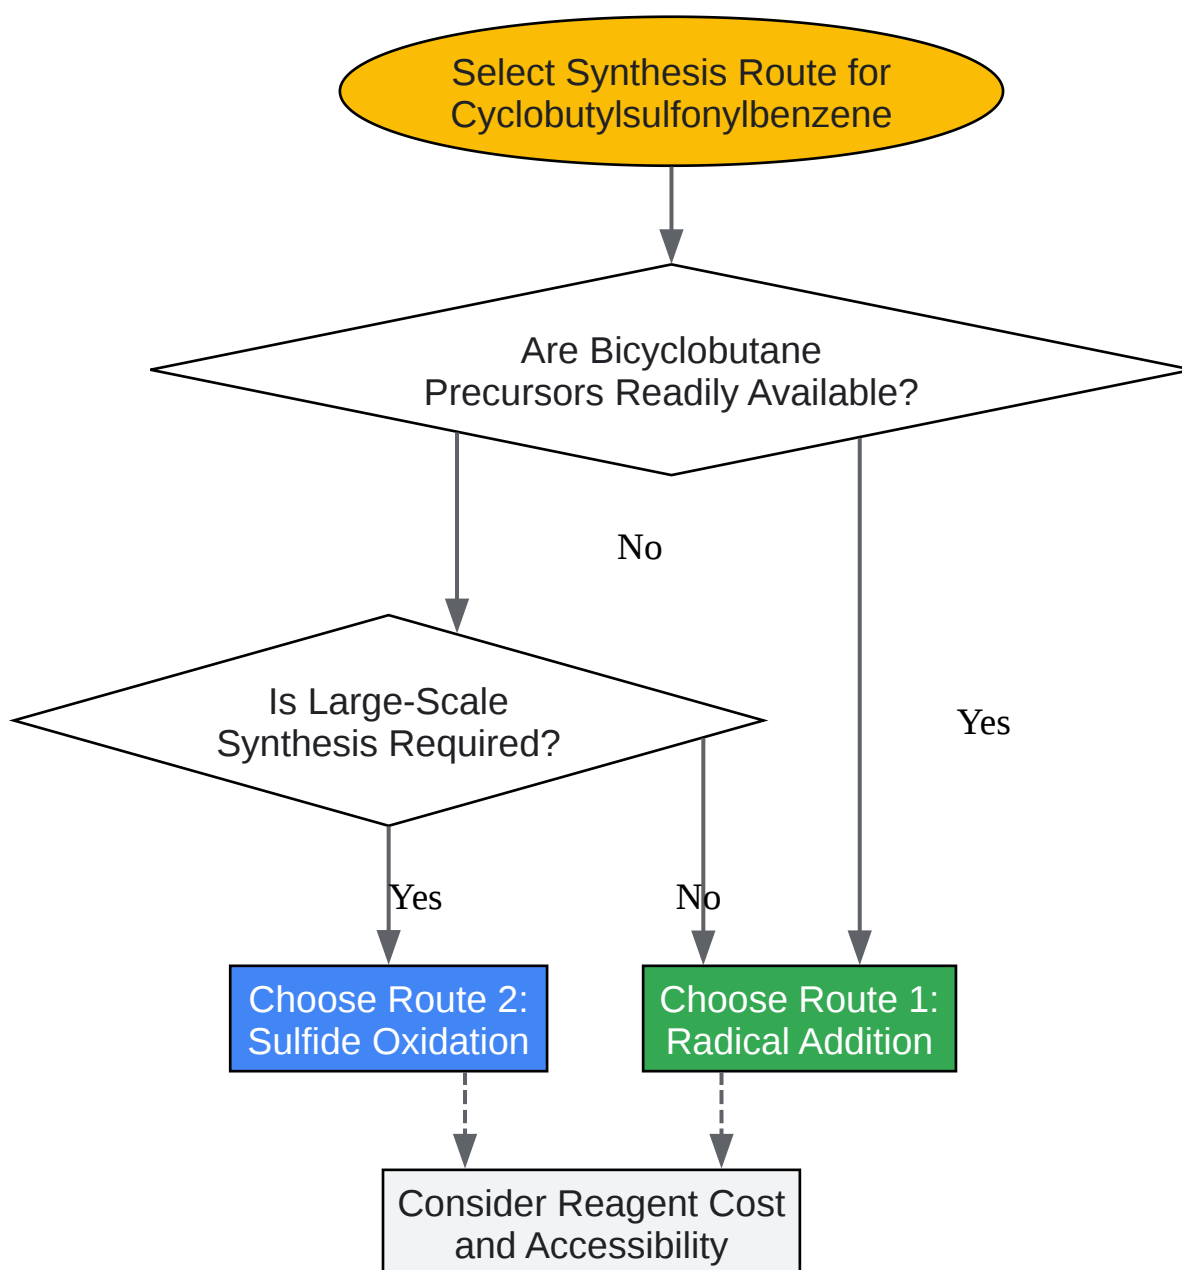 Select Synthesis Route for
Cyclobutylsulfonylbenzene
Are Bicyclobutane
Precursors Readily Available?
No
Is Large-Scale
Synthesis Required?
Yes
Yes
No
Choose Route 2:
Sulfide Oxidation
Choose Route 1:
Radical Addition
Consider Reagent Cost
and Accessibility